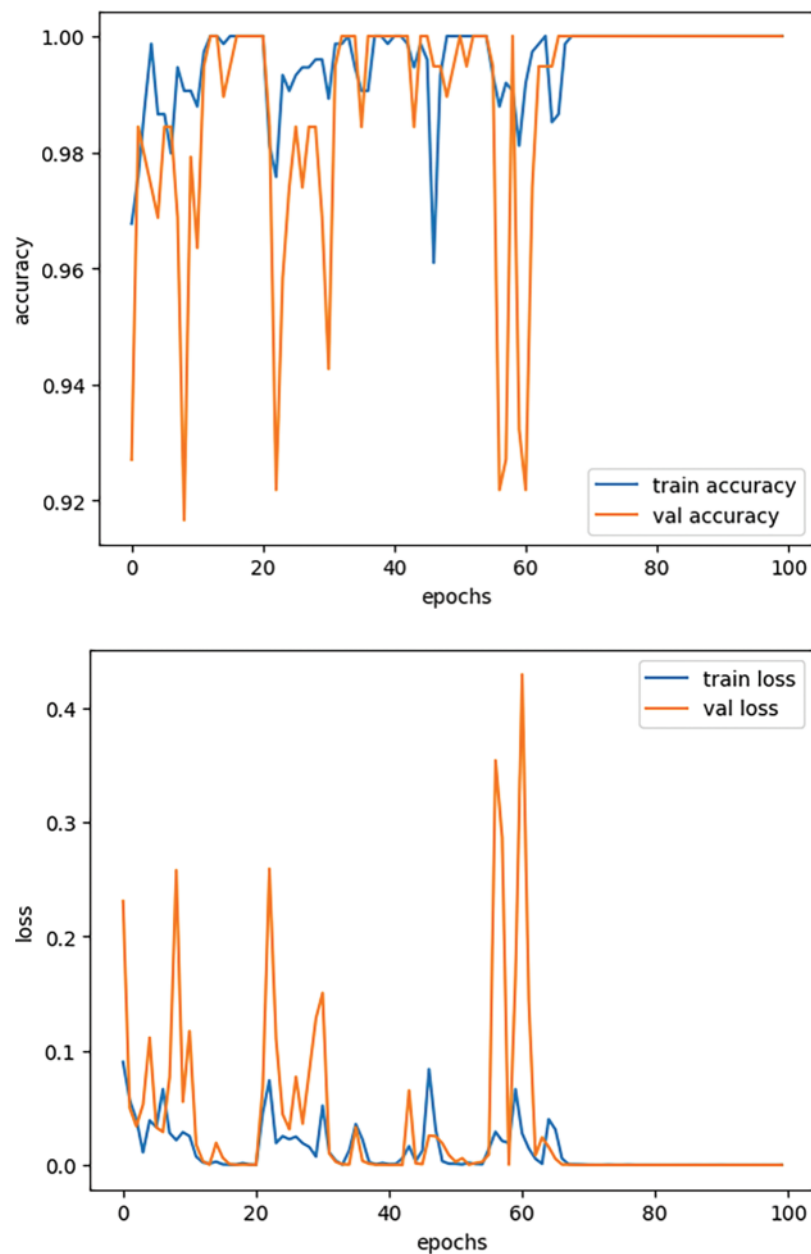 1.00
0.98
0.96
0.94
0.92
accuracy
train accuracy
val accuracy
0 20 40 60 80 100
epochs
train loss
val loss
0.4
0.3
0.2
0.1
0.0
loss
0 20 40 60 80 100
epochs